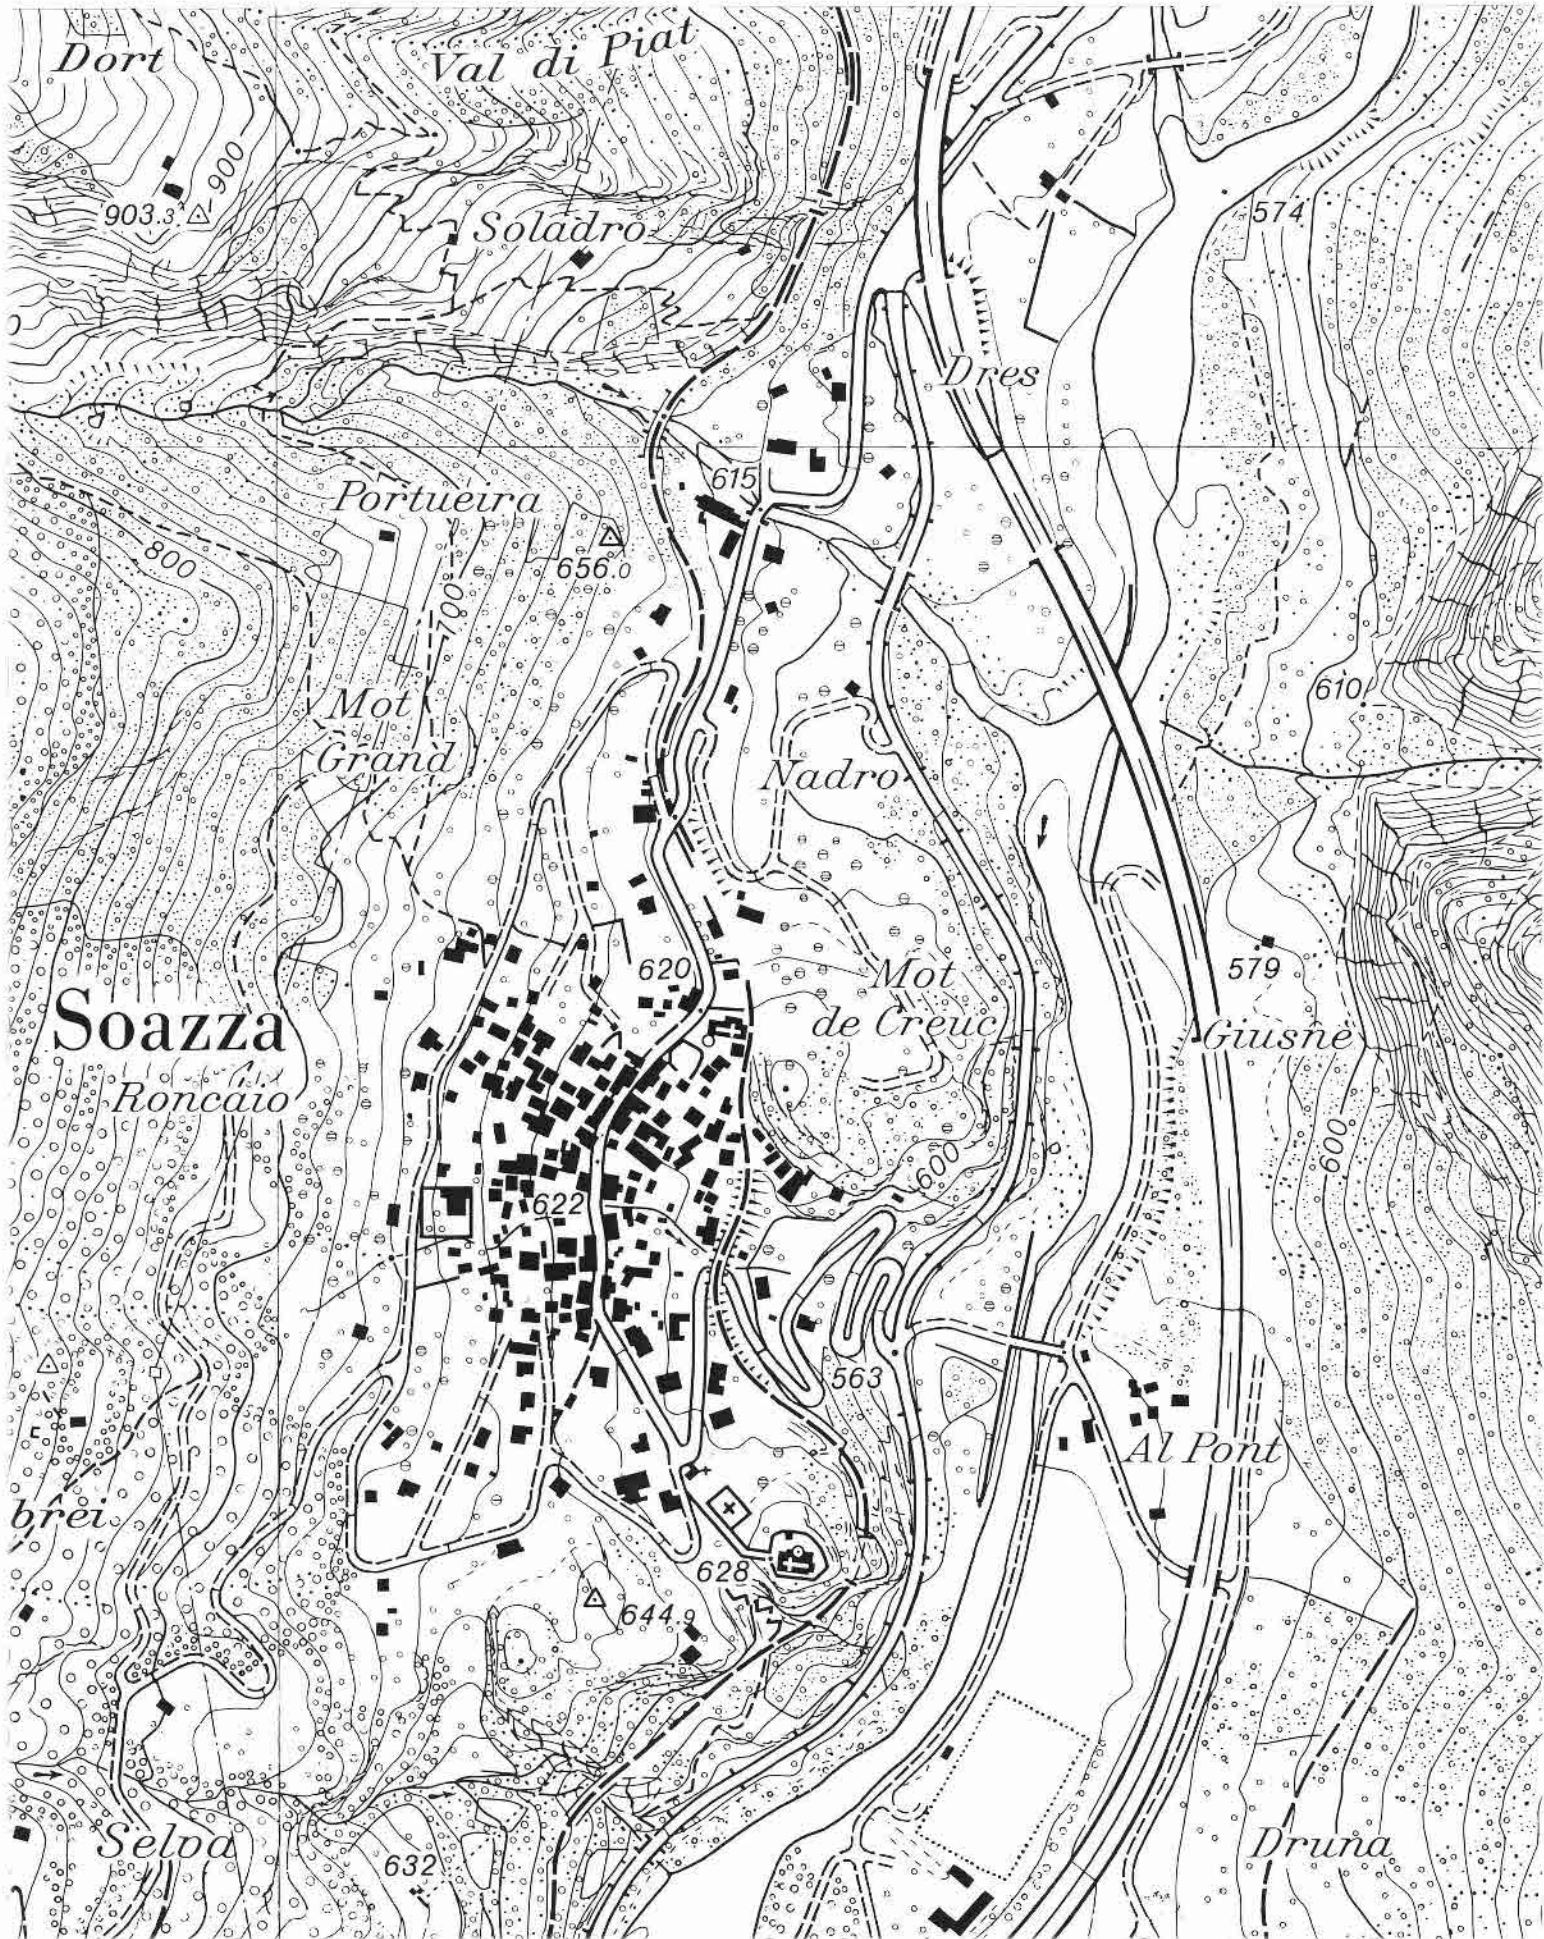 Dort
Val di Piat
900
903.3
Soladro
574
Dres
615
Portueira
800
656.0
700
Mot
Grand
610
Nadro
620
Mot
de Creuc
579
Soazza
Giusne
Roncaio
600
600
622
563
Al Pont
brei
628
644.9
Selva
632
Druna